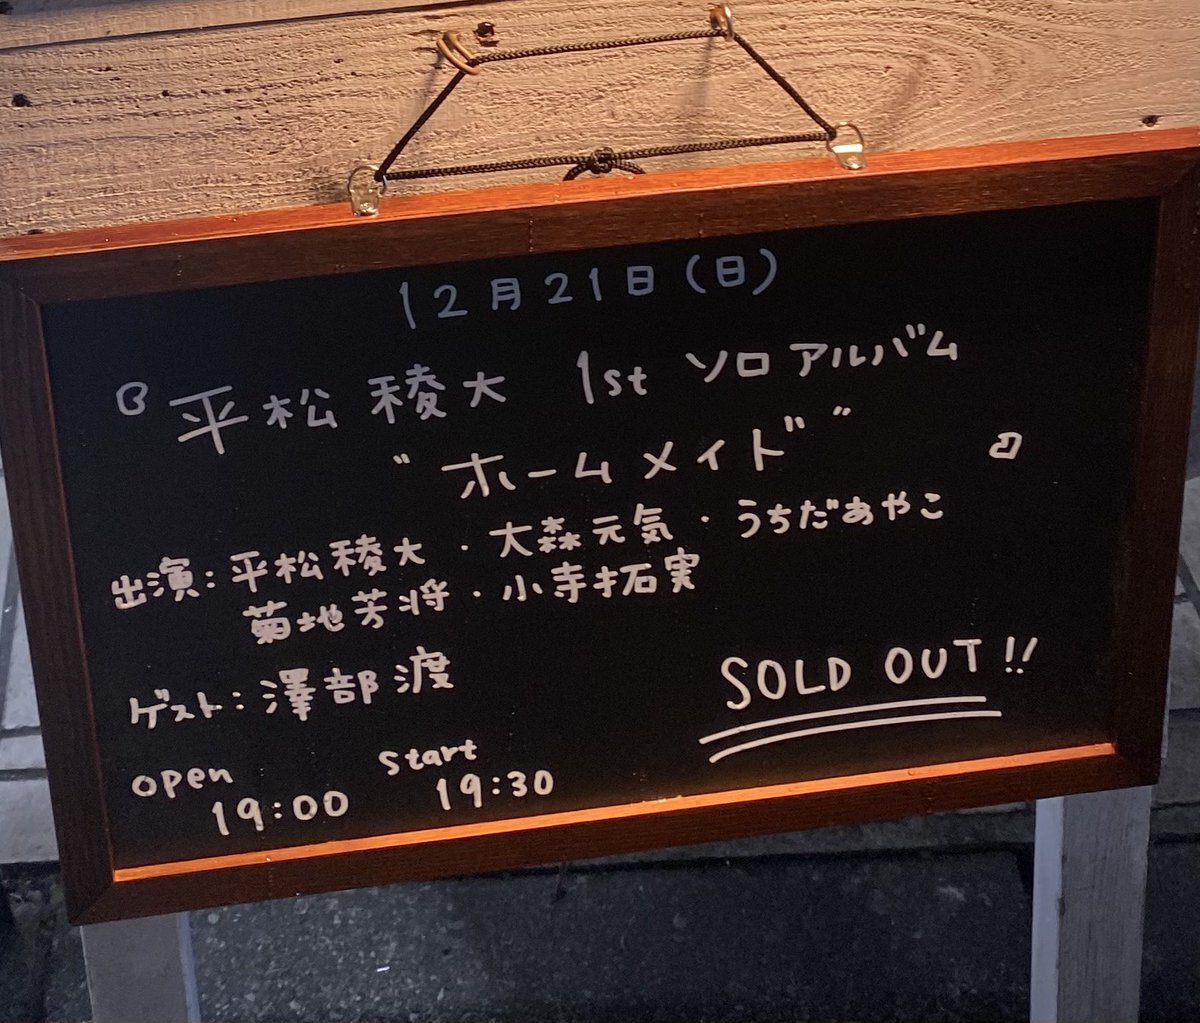 12月21日(日)
『平松稜大 1st ソロアルバム
"ホームメイド"』
出演:平松稜大・大森元気・うちだあやこ
菊地芳将・小寺拓実
ゲスト:澤部渡
SOLD OUT!!
open start
19:00 19:30